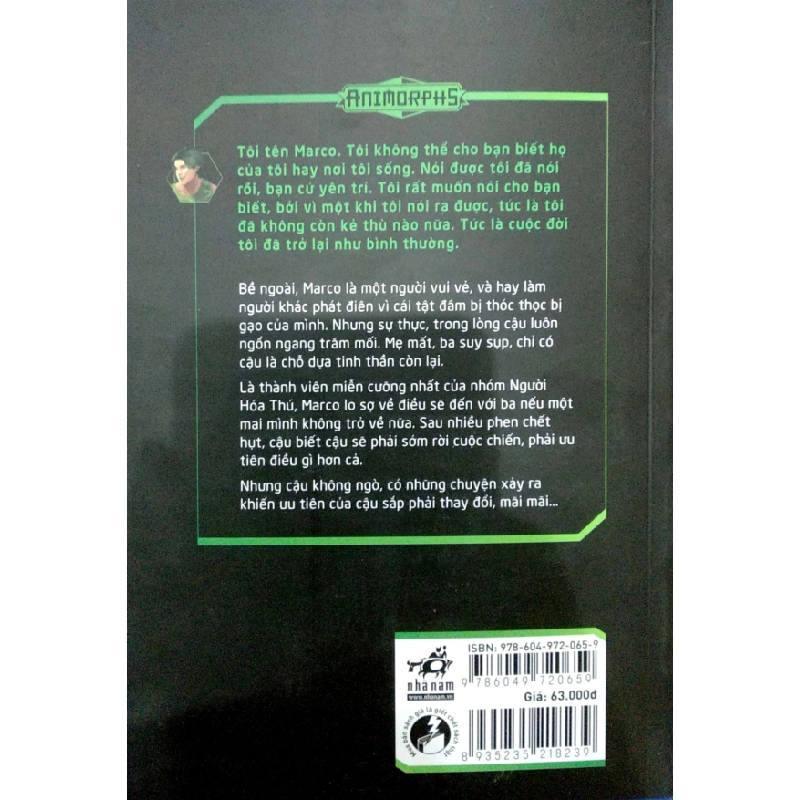 ANIMORPHS
Tôi tên Marco. Tôi không thể cho bạn biết họ
của tôi hay nơi tôi sống. Nói được tôi đã nói
rồi, bạn cứ yên trí. Tôi rất muốn nói cho bạn
biết, bởi vì một khi tôi nói ra được, tức là tôi
đã không còn kẻ thù nào nữa. Tức là cuộc đời
tôi đã trở lại như bình thường.
Bề ngoài, Marco là một người vui vẻ, và hay làm
người khác phát điên vì cái tật đâm bị thóc thọc bị
gạo của mình. Nhưng sự thực, trong lòng cậu luôn
ngổn ngang trăm mối. Mẹ mất, ba suy sụp, chỉ có
cậu là chỗ dựa tinh thần còn lại.
Là thành viên miễn cưỡng nhất của nhóm Người
Hóa Thú, Marco lo sợ về điều sẽ đến với ba nếu một
mai mình không trở về nữa. Sau nhiều phen chết
hụt, cậu biết cậu sẽ phải sớm rời cuộc chiến, phải ưu
tiên điều gì hơn cả.
Nhưng cậu không ngờ, có những chuyện xảy ra
khiến ưu tiên của cậu sắp phải thay đổi, mãi mãi...
ISBN: 978-604-972-065-9
9 786049 720659
nhanam
www.nhanam.vn
Giá: 63.000đ
Mua bán sách giả là giết chết sách thật
8 935235 218239